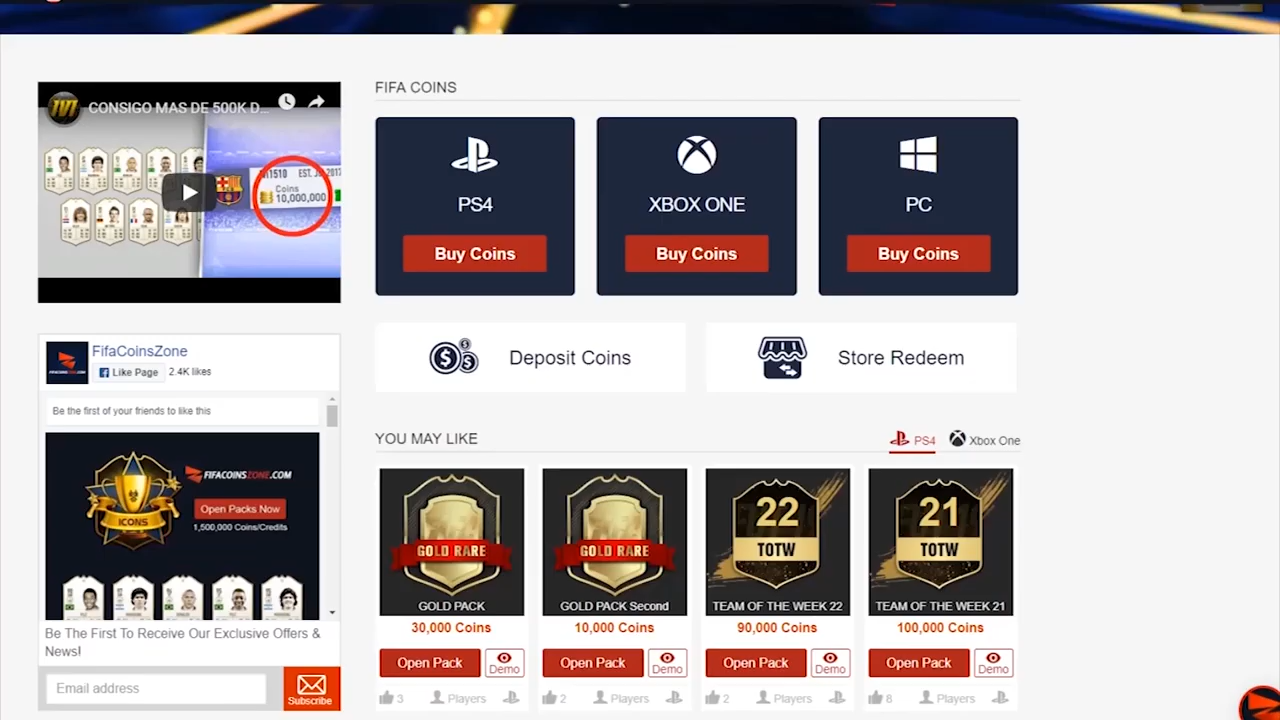 CONSIGO MAS DE 500K D...
EST. JUL 2017
Coins
10,000,000
FifaCoinsZone
Like Page
2.4K likes
Be the first of your friends to like this
FIFACOINSZONE.COM
Open Packs Now
1,500,000 Coins/Credits
ICONS
Be The First To Receive Our Exclusive Offers &
News!
Email address
Subscribe
FIFA COINS
PS4
XBOX ONE
PC
Buy Coins
Buy Coins
Buy Coins
Deposit Coins
Store Redeem
YOU MAY LIKE
PS4
Xbox One
GOLD RARE
GOLD RARE
22
TOTW
21
TOTW
GOLD PACK
GOLD PACK Second
TEAM OF THE WEEK 22
TEAM OF THE WEEK 21
30,000 Coins
10,000 Coins
90,000 Coins
100,000 Coins
Open Pack
Demo
Open Pack
Demo
Open Pack
Demo
Open Pack
Demo
3
Players
2
Players
2
Players
8
Players